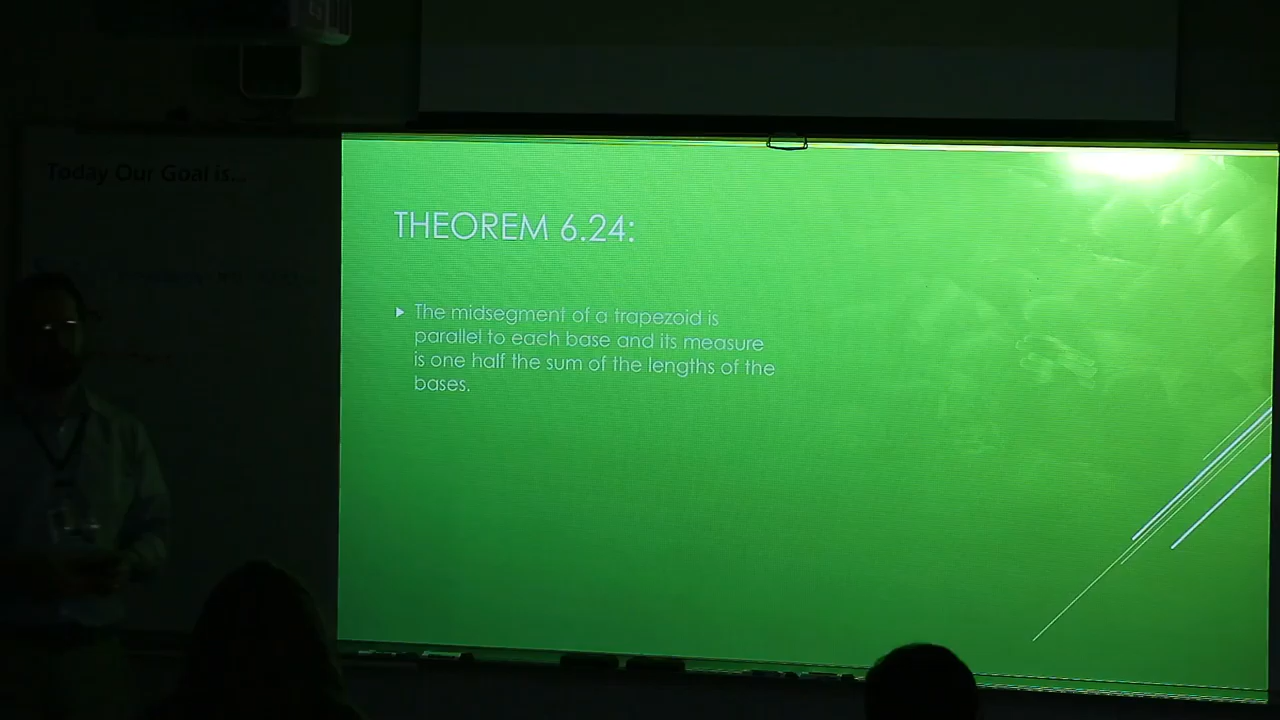 Today Our Goal is...
THEOREM 6.24:
The midsegment of a trapezoid is
parallel to each base and its measure
is one half the sum of the lengths of the
bases.